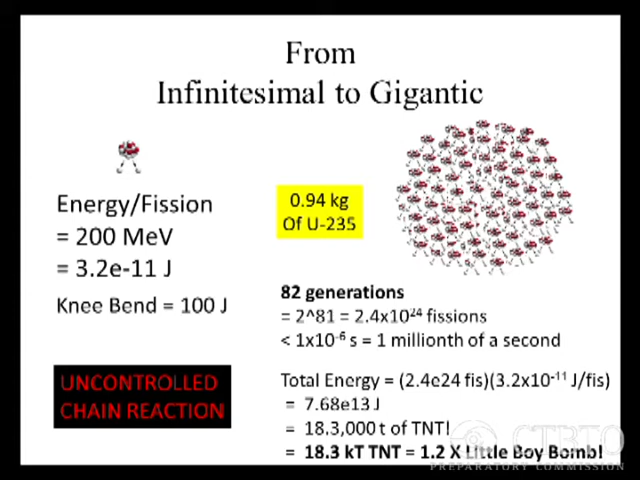 From
Infinitesimal to Gigantic
Energy/Fission
= 200 MeV
= 3.2e-11 J
Knee Bend = 100 J
0.94 kg
Of U-235
82 generations
= 2^81 = 2.4x10²⁴ fissions
< 1x10⁻⁶ s = 1 millionth of a second
UNCONTROLLED
CHAIN REACTION
Total Energy = (2.4e24 fis)(3.2x10⁻¹¹ J/fis)
= 7.68e13 J
= 18.3,000 t of TNT!
= 18.3 kT TNT = 1.2 X Little Boy Bomb!
CTBTO
PREPARATORY COMMISSION